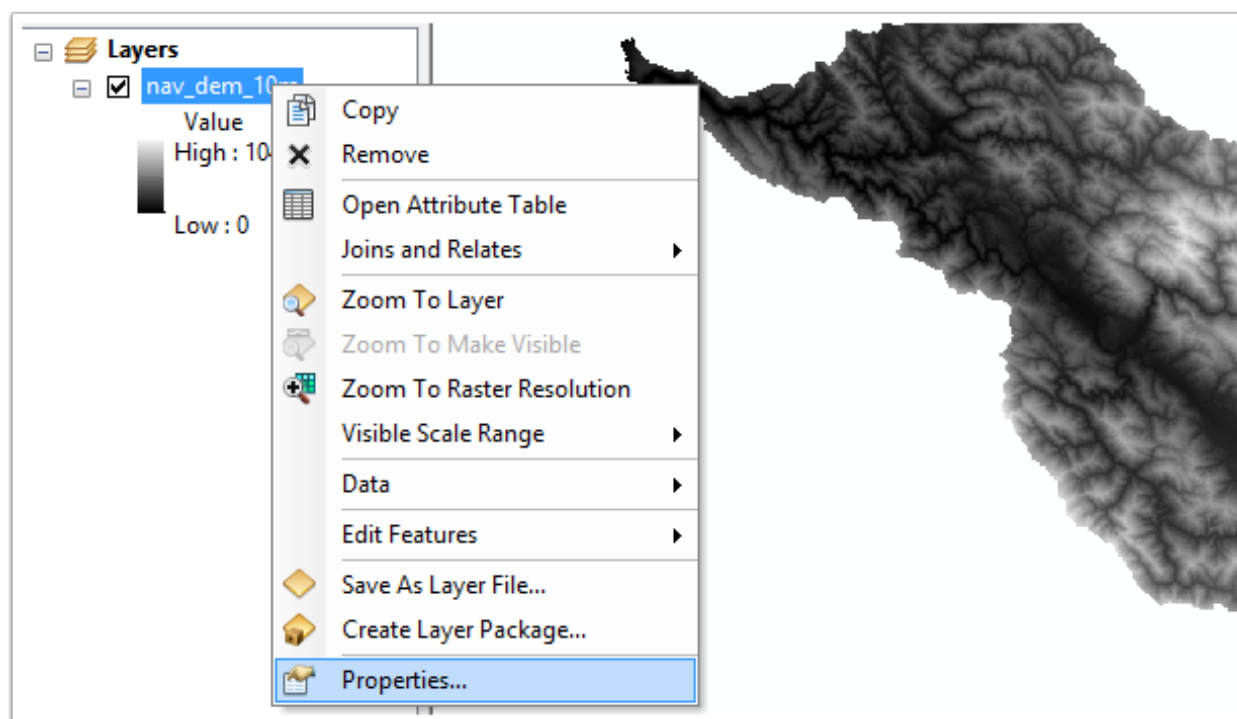 Layers
nav_dem_10m
Value
High : 10
Low : 0
Copy
Remove
Open Attribute Table
Joins and Relates
Zoom To Layer
Zoom To Make Visible
Zoom To Raster Resolution
Visible Scale Range
Data
Edit Features
Save As Layer File...
Create Layer Package...
Properties...